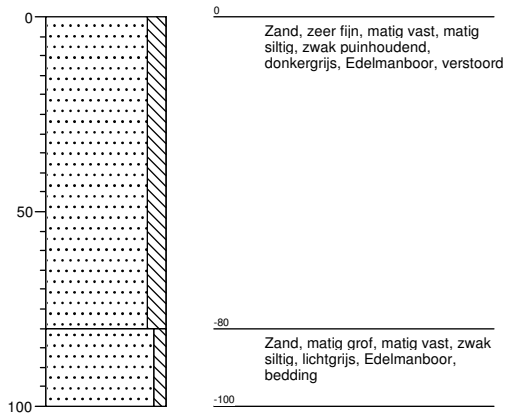 0
0
Zand, zeer fijn, matig vast, matig
siltig, zwak puinhoudend,
donkergrijs, Edelmanboor, verstoord
50
-80
Zand, matig grof, matig vast, zwak
siltig, lichtgrijs, Edelmanboor,
bedding
100
-100